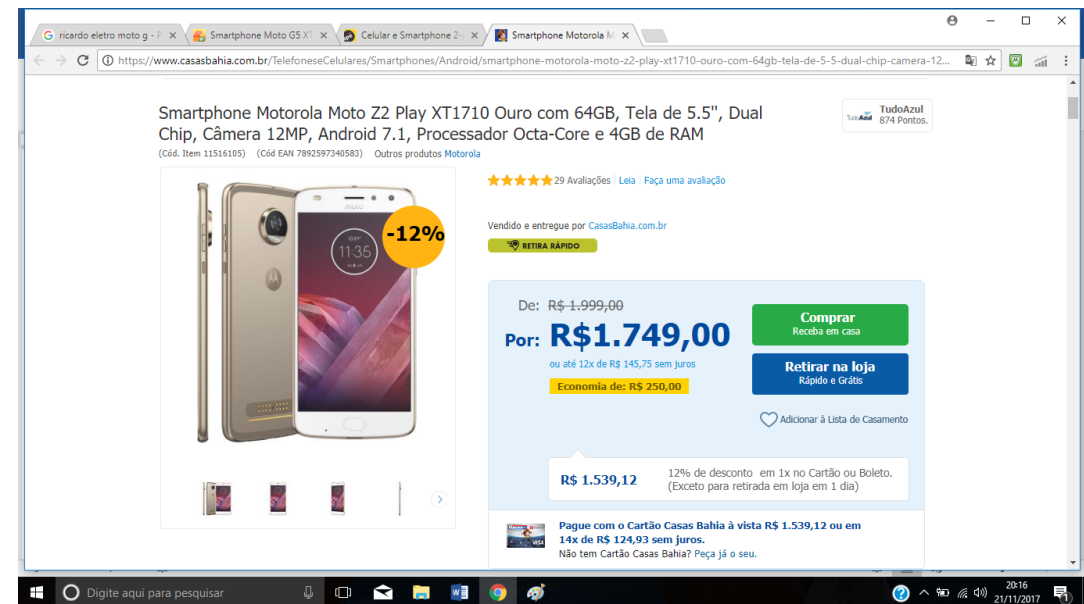 ricardo eletro moto g - P
Smartphone Moto G5 XT
Celular e Smartphone 2-
Smartphone Motorola M
https://www.casasbahia.com.br/TelefoneseCelulares/Smartphones/Android/smartphone-motorola-moto-z2-play-xt1710-ouro-com-64gb-tela-de-5-5-dual-chip-camera-12...
Smartphone Motorola Moto Z2 Play XT1710 Ouro com 64GB, Tela de 5.5", Dual
Chip, Câmera 12MP, Android 7.1, Processador Octa-Core e 4GB de RAM
(Cód. Item 11516105) (Cód EAN 7892597340583) Outros produtos Motorola
TudoAzul
TudoAzul
874 Pontos.
29 Avaliações Leia Faça uma avaliação
-12%
11:35
Vendido e entregue por CasasBahia.com.br
RETIRA RÁPIDO
De: R$ 1.999,00
Por: R$1.749,00
ou até 12x de R$ 145,75 sem juros
Economia de: R$ 250,00
Comprar
Receba em casa
Retirar na loja
Rápido e Grátis
Adicionar à Lista de Casamento
R$ 1.539,12
12% de desconto em 1x no Cartão ou Boleto.
(Exceto para retirada em loja em 1 dia)
VISA
Pague com o Cartão Casas Bahia à vista R$ 1.539,12 ou em
14x de R$ 124,93 sem juros.
Não tem Cartão Casas Bahia? Peça já o seu.
Digite aqui para pesquisar
20:16
21/11/2017